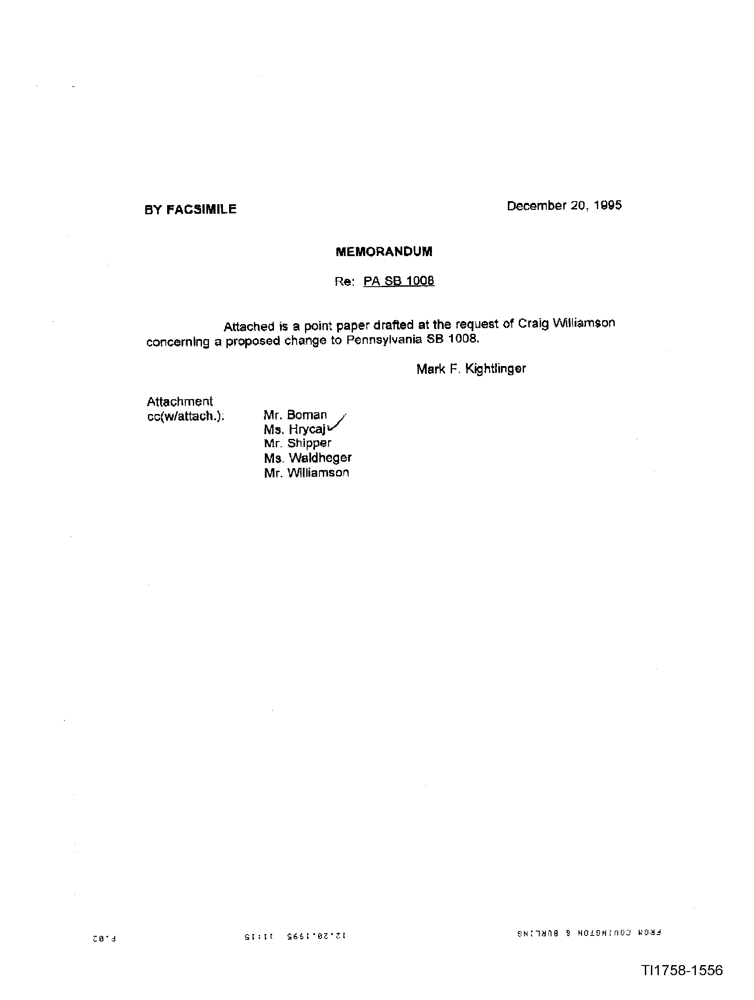 BY FACSIMILE
December 20, 1995
MEMORANDUM
Re: PA SB 1008
Attached is a point paper drafted at the request of Craig Williamson
concerning a proposed change to Pennsylvania SB 1008.
Mark F. Kightlinger
Attachment
cc(w/attach.): Mr. Boman
Ms. Hrycaj
Mr. Shipper
Ms. Waldheger
Mr. Williamson
FROM COVINGTON & BURLING 12.20.1995 11:15 P.02
TI1758-1556